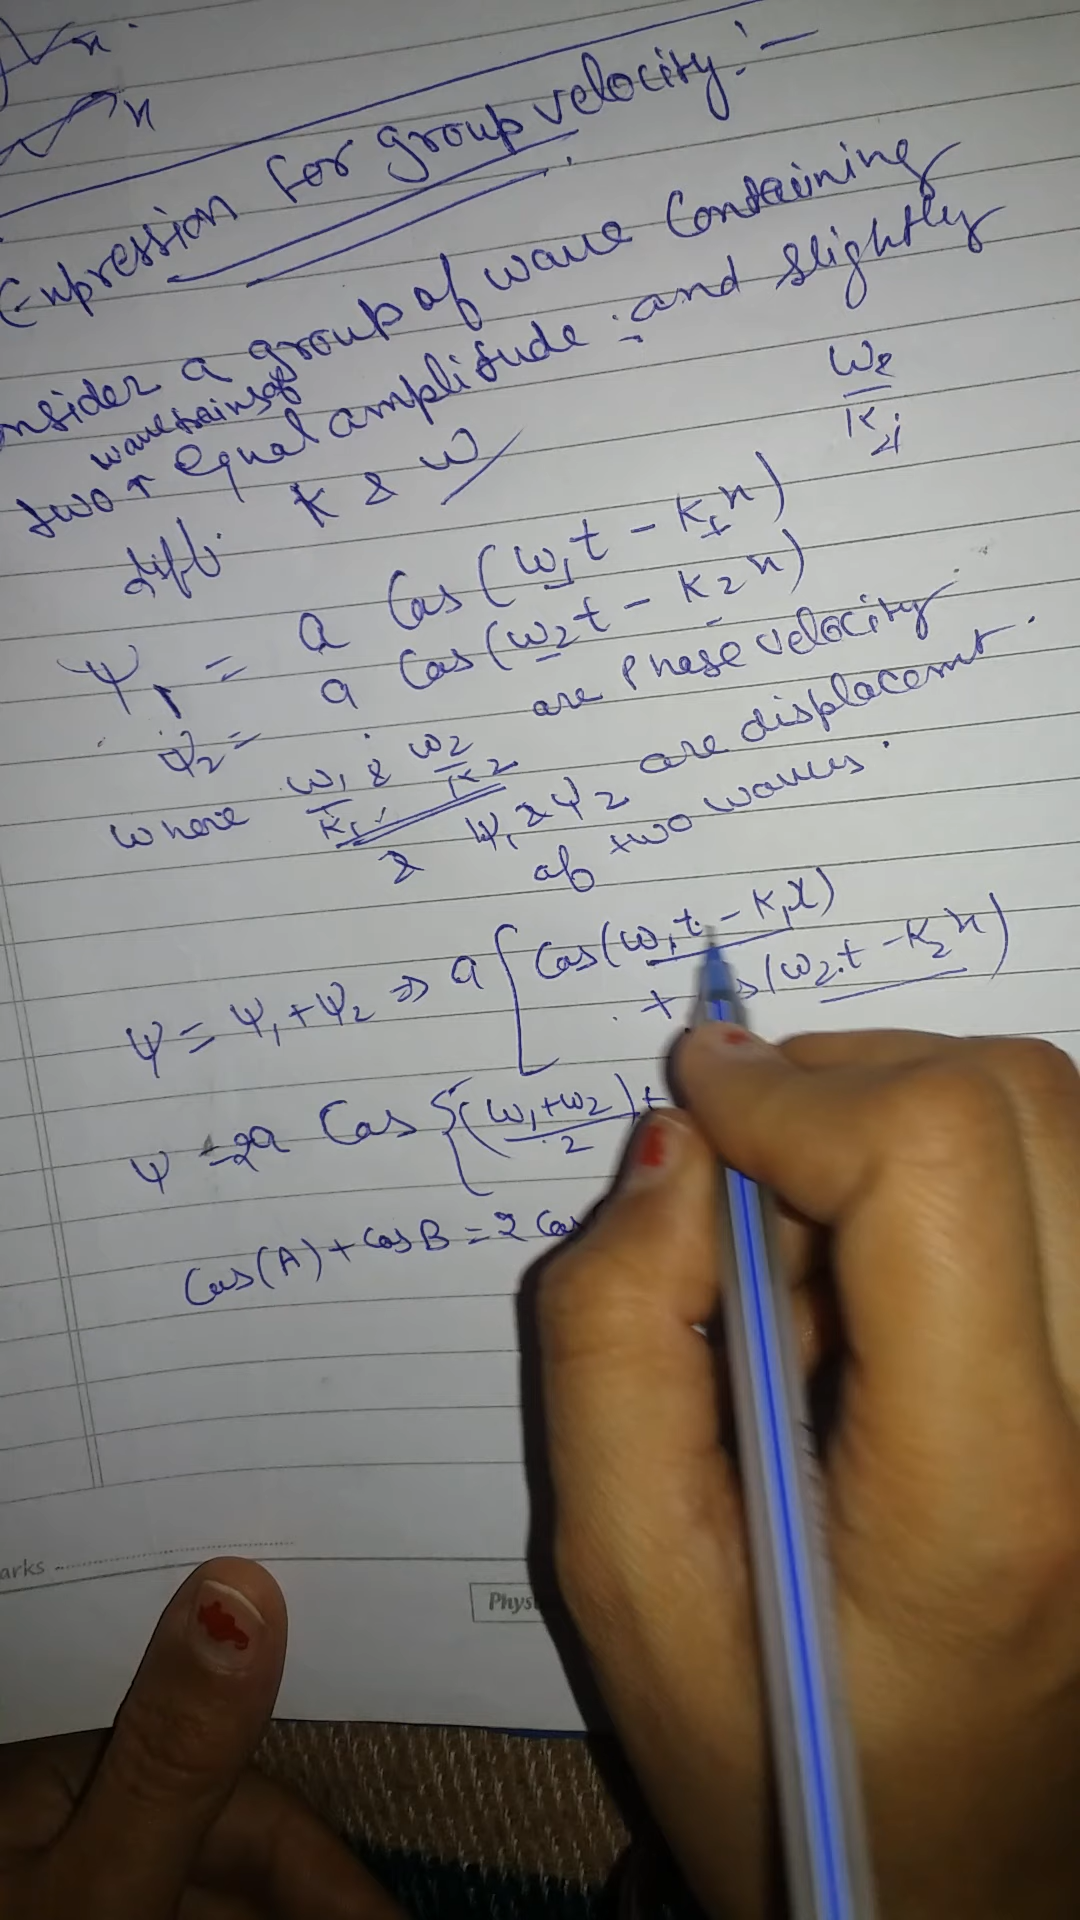 x
x
Expression for group velocity:-
onsider a group of wave Containing
wave trains of
two equal amplitude and slightly
diff. K & ω
ω2
K
Ψ1 = a Cos(ω1t - K1x)
Ψ2 = a Cos(ω2t - K2x)
where ω1/K1 & ω2/K2 are Phase velocity
& Ψ1 & Ψ2 are displacemnt
of two waves.
Ψ = Ψ1 + Ψ2 ⇒ a [Cos(ω1t - K1x)
+ s(ω2t - K2x)
Ψ = 2a Cos {(ω1+ω2)/2) t
Cos(A) + CosB = 2 Cos
arks
Phys